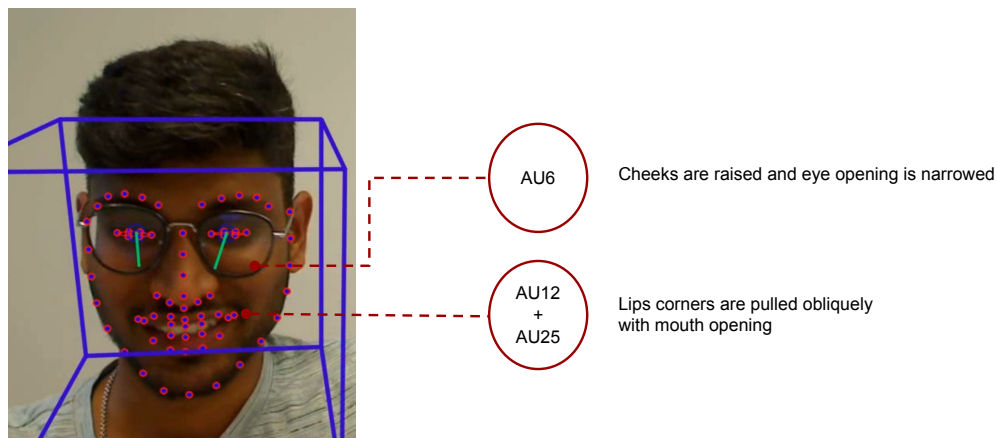 AU6
Cheeks are raised and eye opening is narrowed
AU12
+
AU25
Lips corners are pulled obliquely
with mouth opening